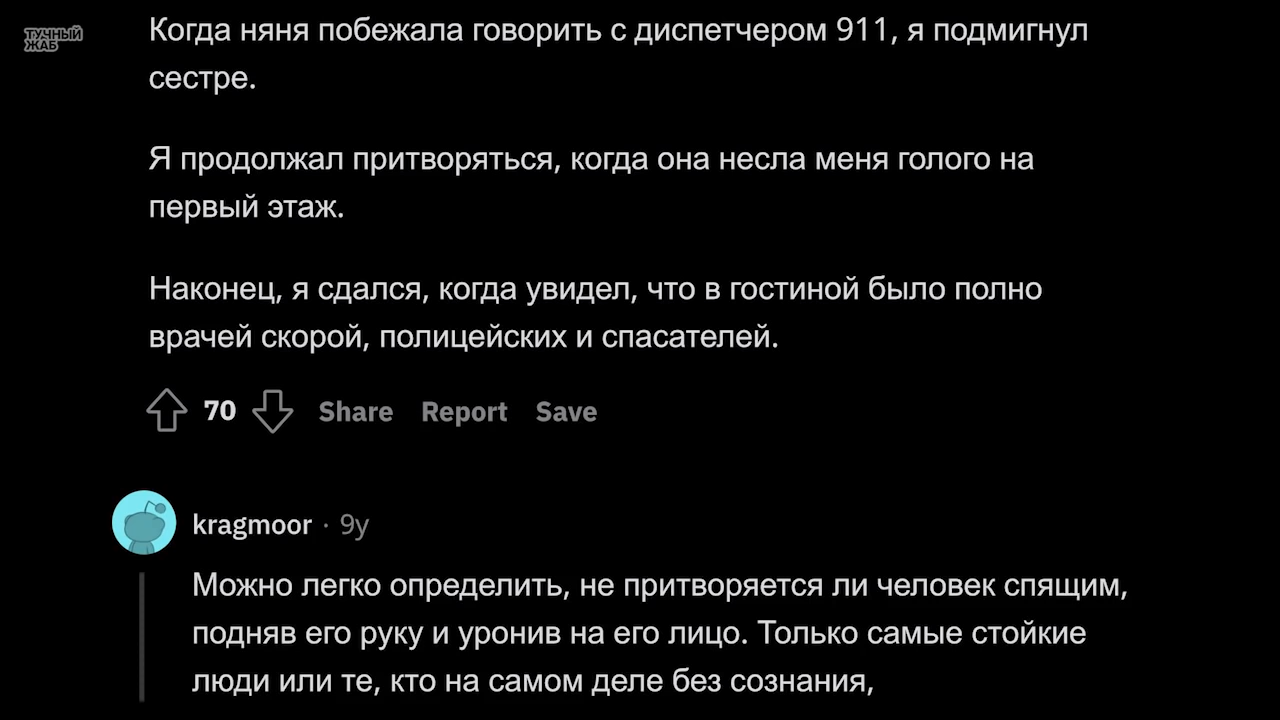 ТУЧНЫЙ
ЖАБ
Когда няня побежала говорить с диспетчером 911, я подмигнул
сестре.
Я продолжал притворяться, когда она несла меня голого на
первый этаж.
Наконец, я сдался, когда увидел, что в гостиной было полно
врачей скорой, полицейских и спасателей.
70 Share Report Save
kragmoor · 9y
Можно легко определить, не притворяется ли человек спящим,
подняв его руку и уронив на его лицо. Только самые стойкие
люди или те, кто на самом деле без сознания,